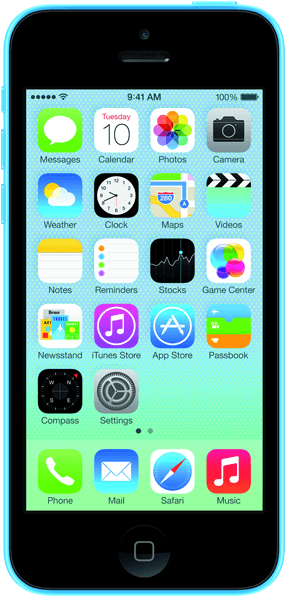 9:41 AM 100%
Tuesday
10
280
Messages Calendar Photos Camera
Weather Clock Maps Videos
Notes Reminders Stocks Game Center
TRAVEL
Newsstand iTunes Store App Store Passbook
N
W E
S
Compass Settings
Phone Mail Safari Music